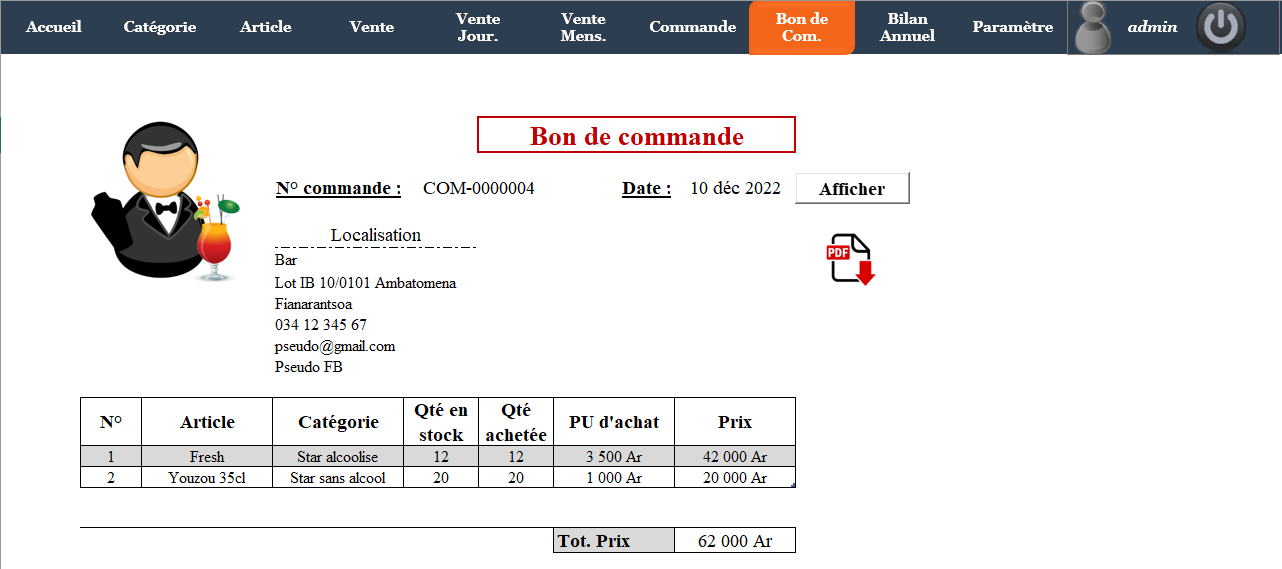 Accueil Catégorie Article Vente Vente Jour. Vente Mens. Commande Bon de Com. Bilan Annuel Paramètre admin
Bon de commande
N° commande : COM-0000004 Date : 10 déc 2022 Afficher
Localisation
PDF
Bar
Lot IB 10/0101 Ambatomena
Fianarantsoa
034 12 345 67
pseudo@gmail.com
Pseudo FB
N° Article Catégorie Qté en stock Qté achetée PU d'achat Prix
1 Fresh Star alcoolise 12 12 3 500 Ar 42 000 Ar
2 Youzou 35cl Star sans alcool 20 20 1 000 Ar 20 000 Ar
Tot. Prix 62 000 Ar